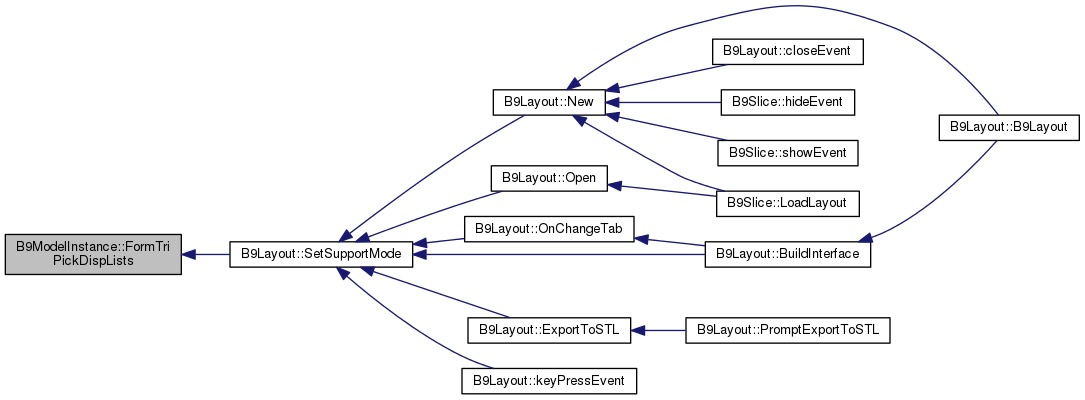 B9ModelInstance::FormTri
PickDispLists
B9Layout::SetSupportMode
B9Layout::New
B9Layout::Open
B9Layout::OnChangeTab
B9Layout::ExportToSTL
B9Layout::keyPressEvent
B9Layout::closeEvent
B9Slice::hideEvent
B9Slice::showEvent
B9Slice::LoadLayout
B9Layout::BuildInterface
B9Layout::PromptExportToSTL
B9Layout::B9Layout